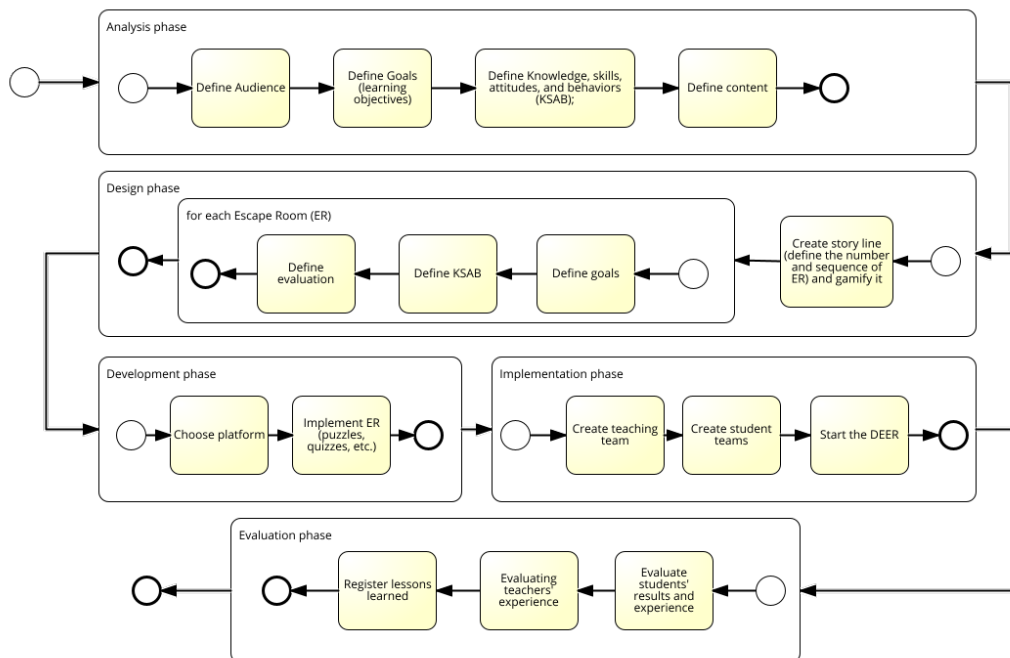 Analysis phase
Define Audience
Define Goals
(learning
objectives)
Define Knowledge, skills,
attitudes, and behaviors
(KSAB);
Define content
Design phase
for each Escape Room (ER)
Define
evaluation
Define KSAB
Define goals
Create story line
(define the number
and sequence of
ER) and gamify it
Development phase
Choose platform
Implement ER
(puzzles,
quizzes, etc.)
Implementation phase
Create teaching
team
Create student
teams
Start the DEER
Evaluation phase
Register lessons
learned
Evaluating
teachers'
experience
Evaluate
students'
results and
experience